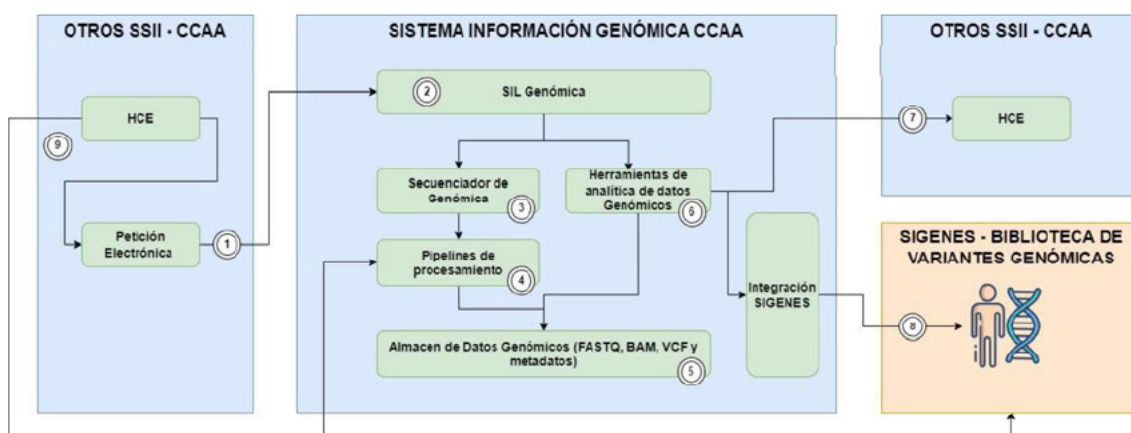 OTROS SSII - CCAA
HCE
9
Petición
Electrónica
1
SISTEMA INFORMACIÓN GENÓMICA CCAA
2
SIL Genómica
Secuenciador de
Genómica
3
Herramientas de
analítica de datos
Genómicos
6
Pipelines de
procesamiento
4
Integración
SIGENES
Almacen de Datos Genómicos (FASTQ, BAM, VCF y
metadatos)
5
OTROS SSII - CCAA
7
HCE
SIGENES - BIBLIOTECA DE
VARIANTES GENÓMICAS
8